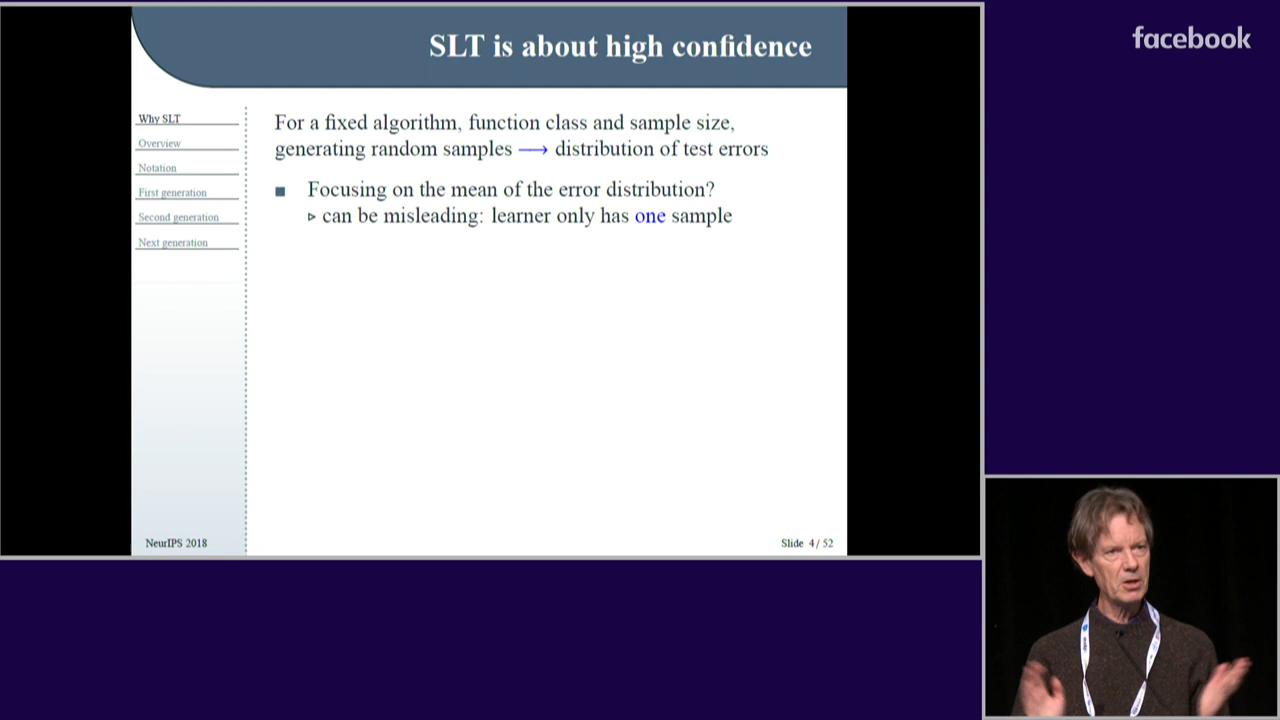 SLT is about high confidence
facebook
Why SLT
Overview
Notation
First generation
Second generation
Next generation
For a fixed algorithm, function class and sample size,
generating random samples ⟶ distribution of test errors
■ Focusing on the mean of the error distribution?
▹ can be misleading: learner only has one sample
NeurIPS 2018
Slide 4 / 52